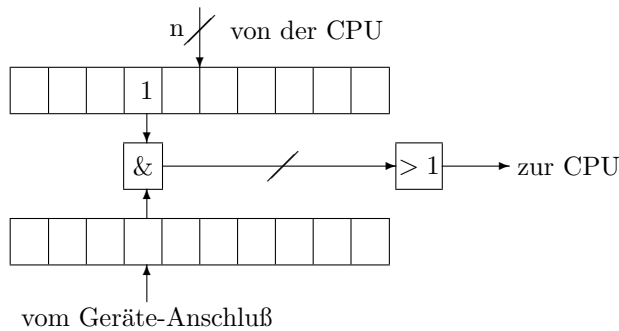 n von der CPU
1
& > 1 zur CPU
vom Geräte-Anschluß